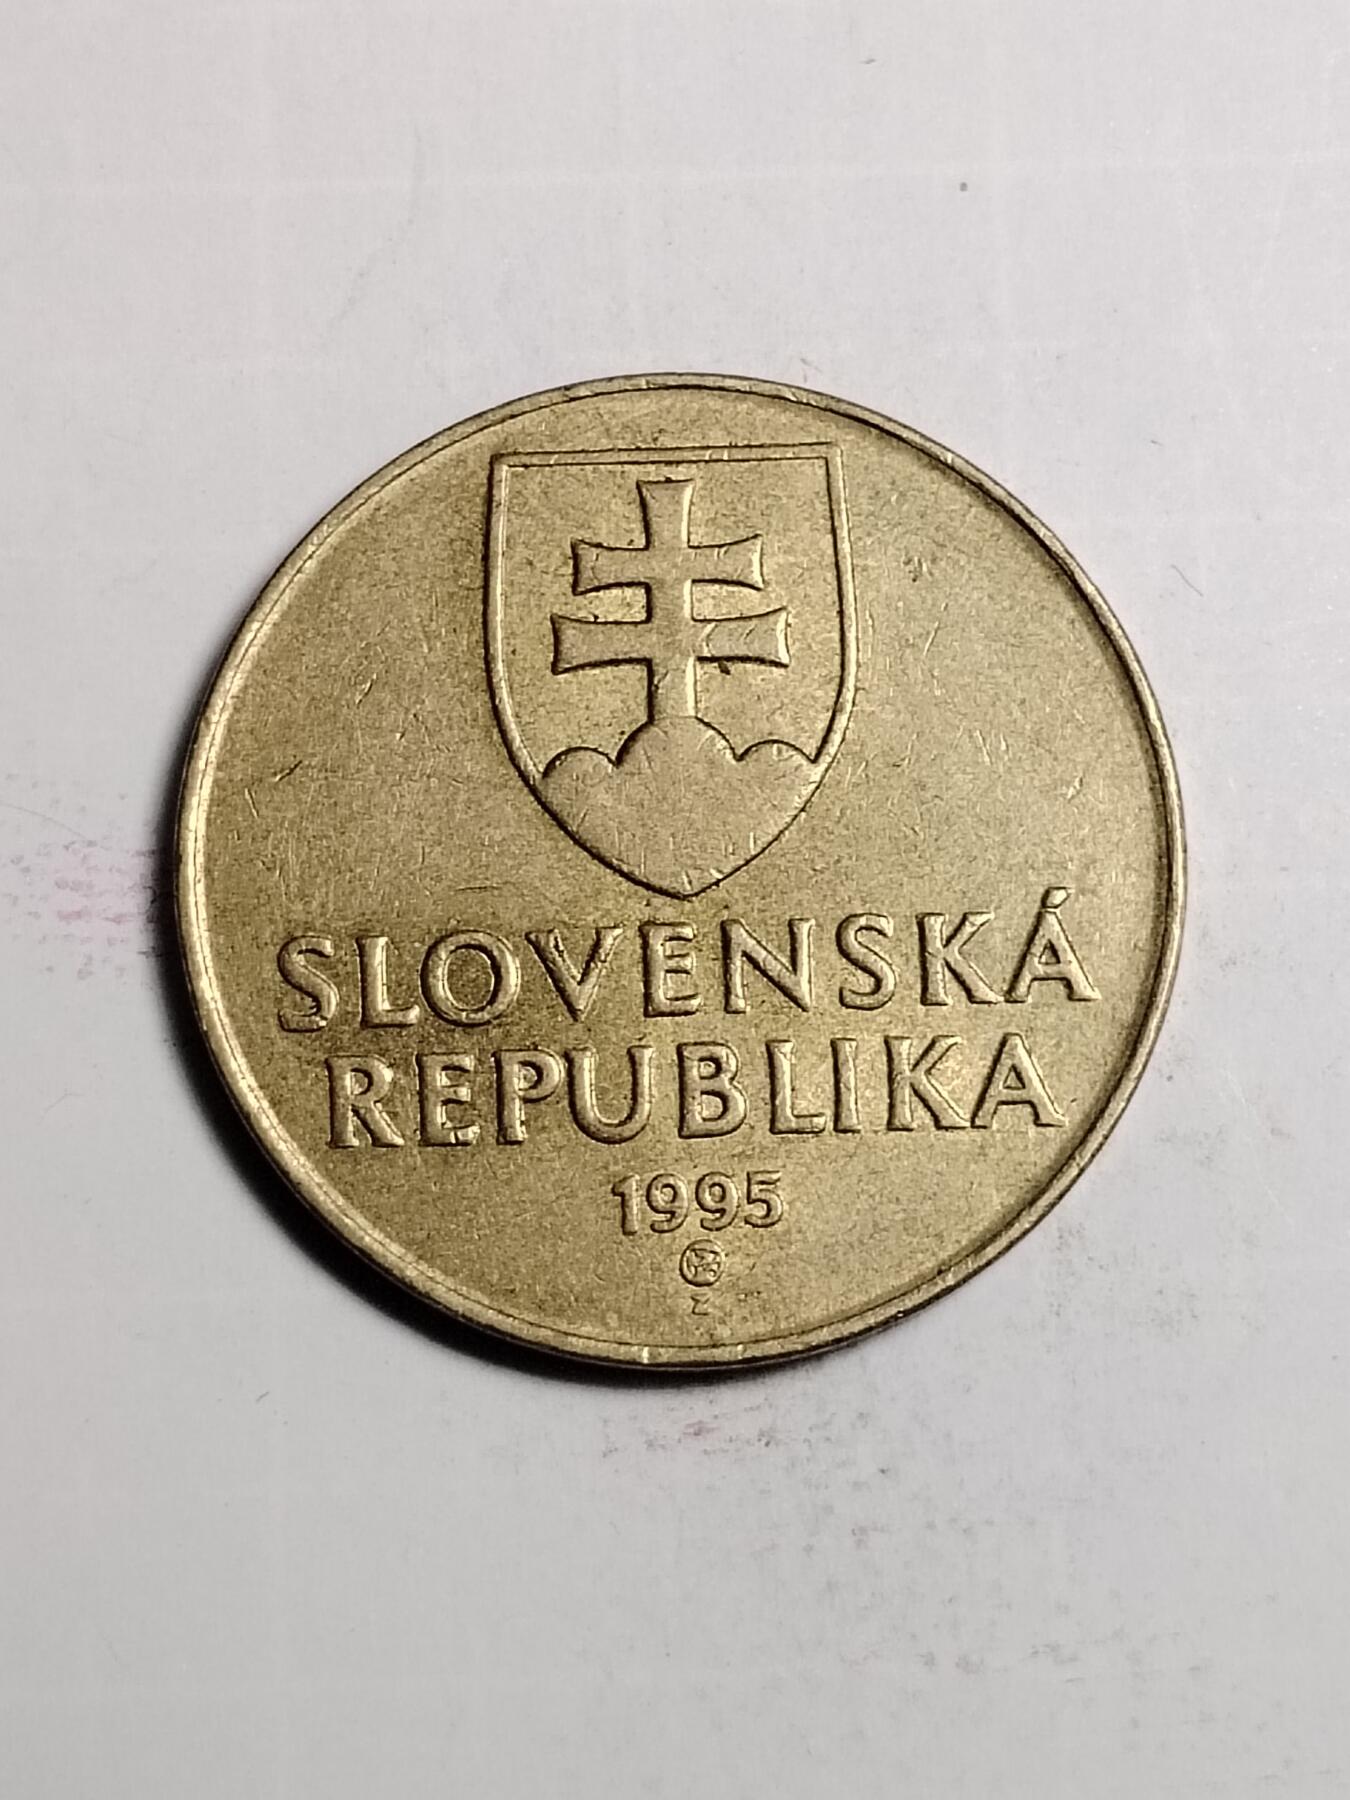 SLOVENSKÁ
REPUBLIKA
1995
Z